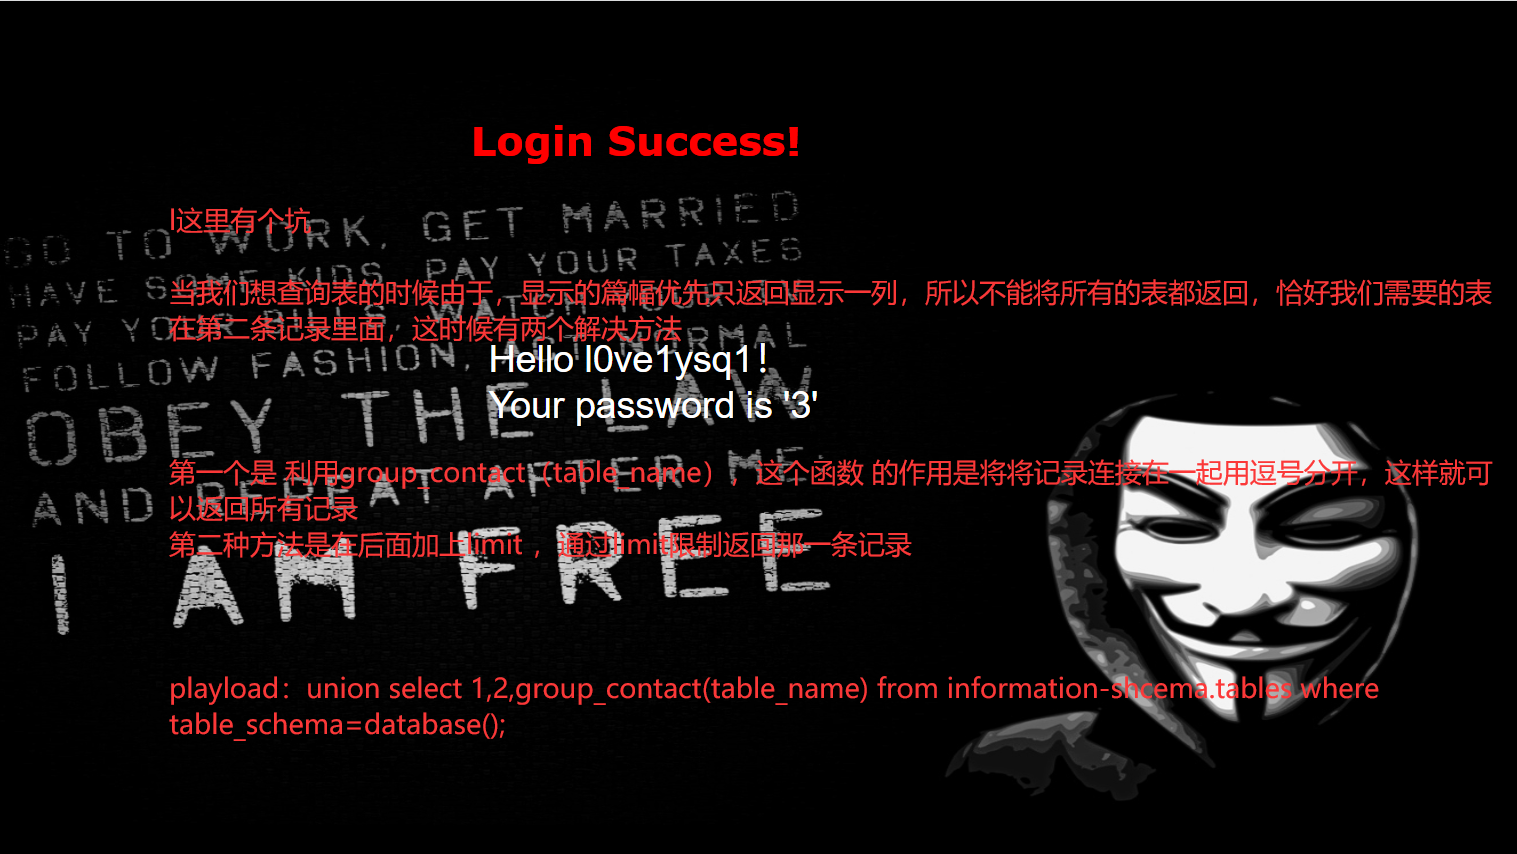 Login Success!
l这里有个坑
GO TO WORK, GET MARRIED
HAVE SOME KIDS, PAY YOUR TAXES
当我们想查询表的时候由于，显示的篇幅优先只返回显示一列，所以不能将所有的表都返回，恰好我们需要的表
PAY YOUR BILLS, WATCH YOUR TV
在第二条记录里面，这时候有两个解决方法
FOLLOW FASHION, ACT NORMAL
Hello l0ve1ysq1！
OBEY THE LAW
Your password is '3'
AND REPEAT AFTER ME:
第一个是 利用group_contact（table_name），这个函数 的作用是将将记录连接在一起用逗号分开，这样就可
以返回所有记录
第二种方法是在后面加上limit ，通过limit限制返回那一条记录
I AM FREE
playload：union select 1,2,group_contact(table_name) from information-shcema.tables where
table_schema=database();